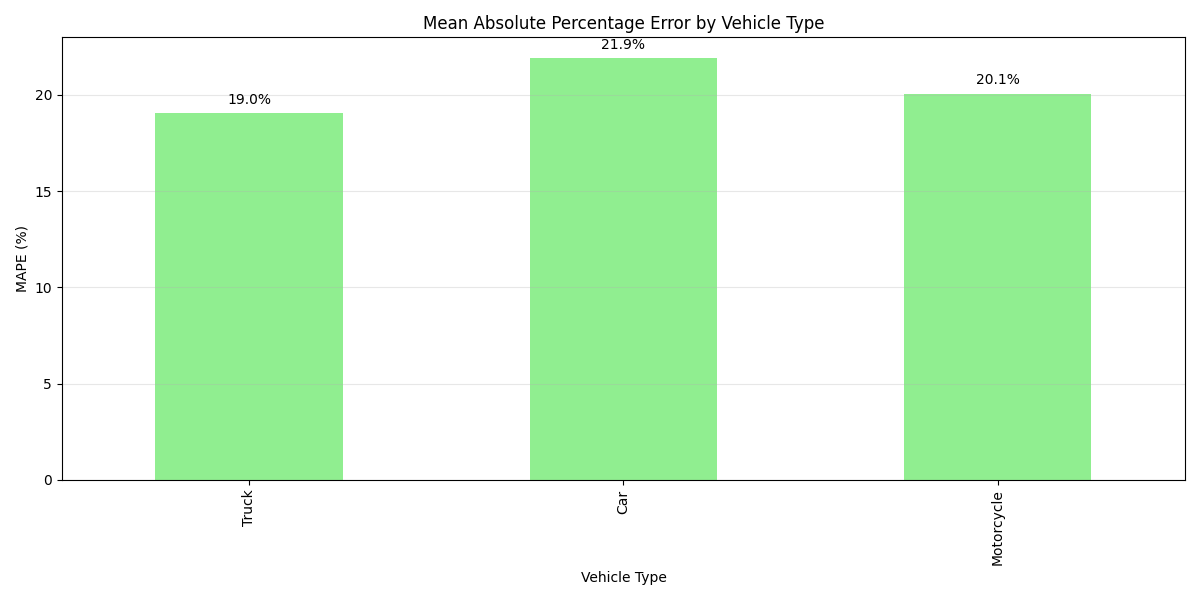 Mean Absolute Percentage Error by Vehicle Type
21.9%
20.1%
19.0%
20
15
10
5
0
MAPE (%)
Truck
Car
Motorcycle
Vehicle Type